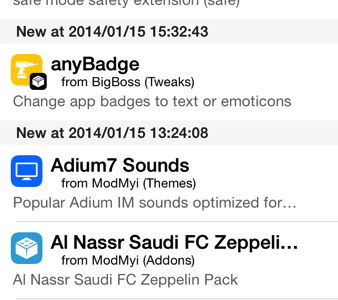 safe mode safety extension (safe)
New at 2014/01/15 15:32:43
anyBadge
from BigBoss (Tweaks)
Change app badges to text or emoticons
New at 2014/01/15 13:24:08
Adium7 Sounds
from ModMyi (Themes)
Popular Adium IM sounds optimized for…
Al Nassr Saudi FC Zeppeli…
from ModMyi (Addons)
Al Nassr Saudi FC Zeppelin Pack